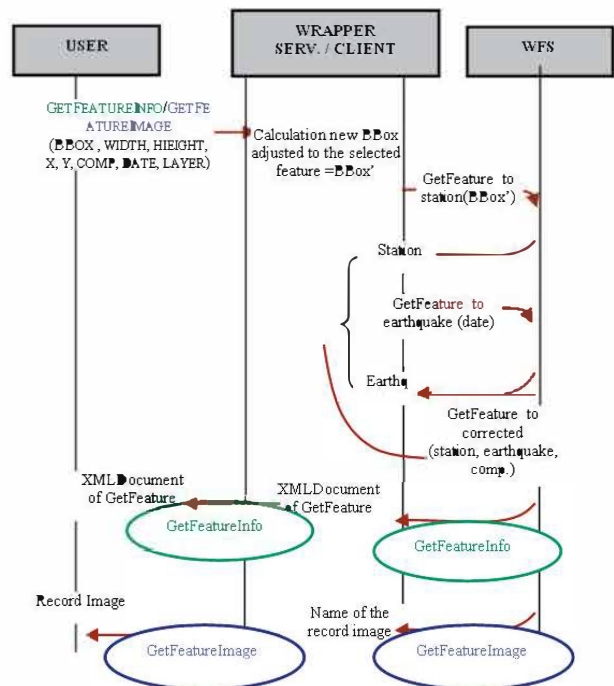 USER
WRAPPER
SERV. / CLIENT
WFS
GETFEATUREINFO/GETFE
ATUREIMAGE
(BBOX , WIDTH, HIEIGHT,
X, Y, COMP, DATE, LAYER)
Calculation new BBox
adjusted to the selected
feature =BBox'
GetFeature to
station(BBox')
Station
GetFeature to
earthquake (date)
Earthq
GetFeature to
corrected
(station, earthquake,
comp.)
XMLDocument
of GetFeature
XMLDocument
of GetFeature
GetFeatureInfo
GetFeatureInfo
Record Image
Name of the
record image
GetFeatureImage
GetFeatureImage